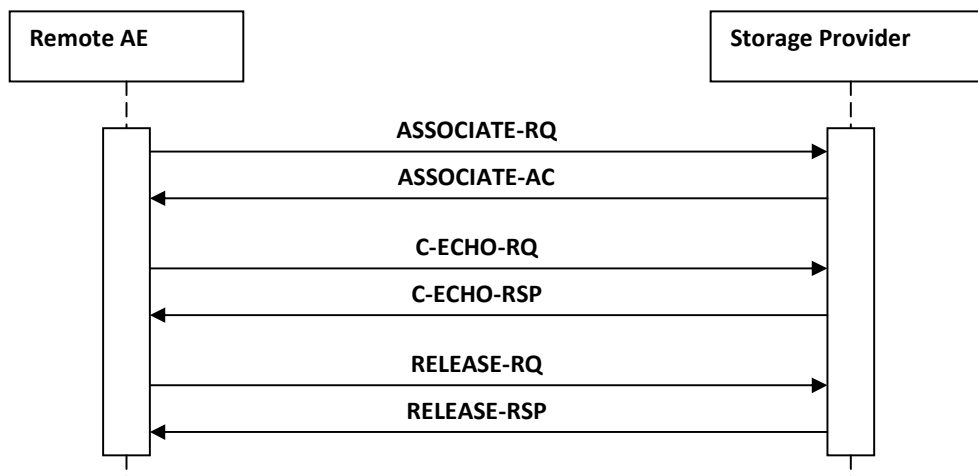 Remote AE
Storage Provider
ASSOCIATE-RQ
ASSOCIATE-AC
C-ECHO-RQ
C-ECHO-RSP
RELEASE-RQ
RELEASE-RSP